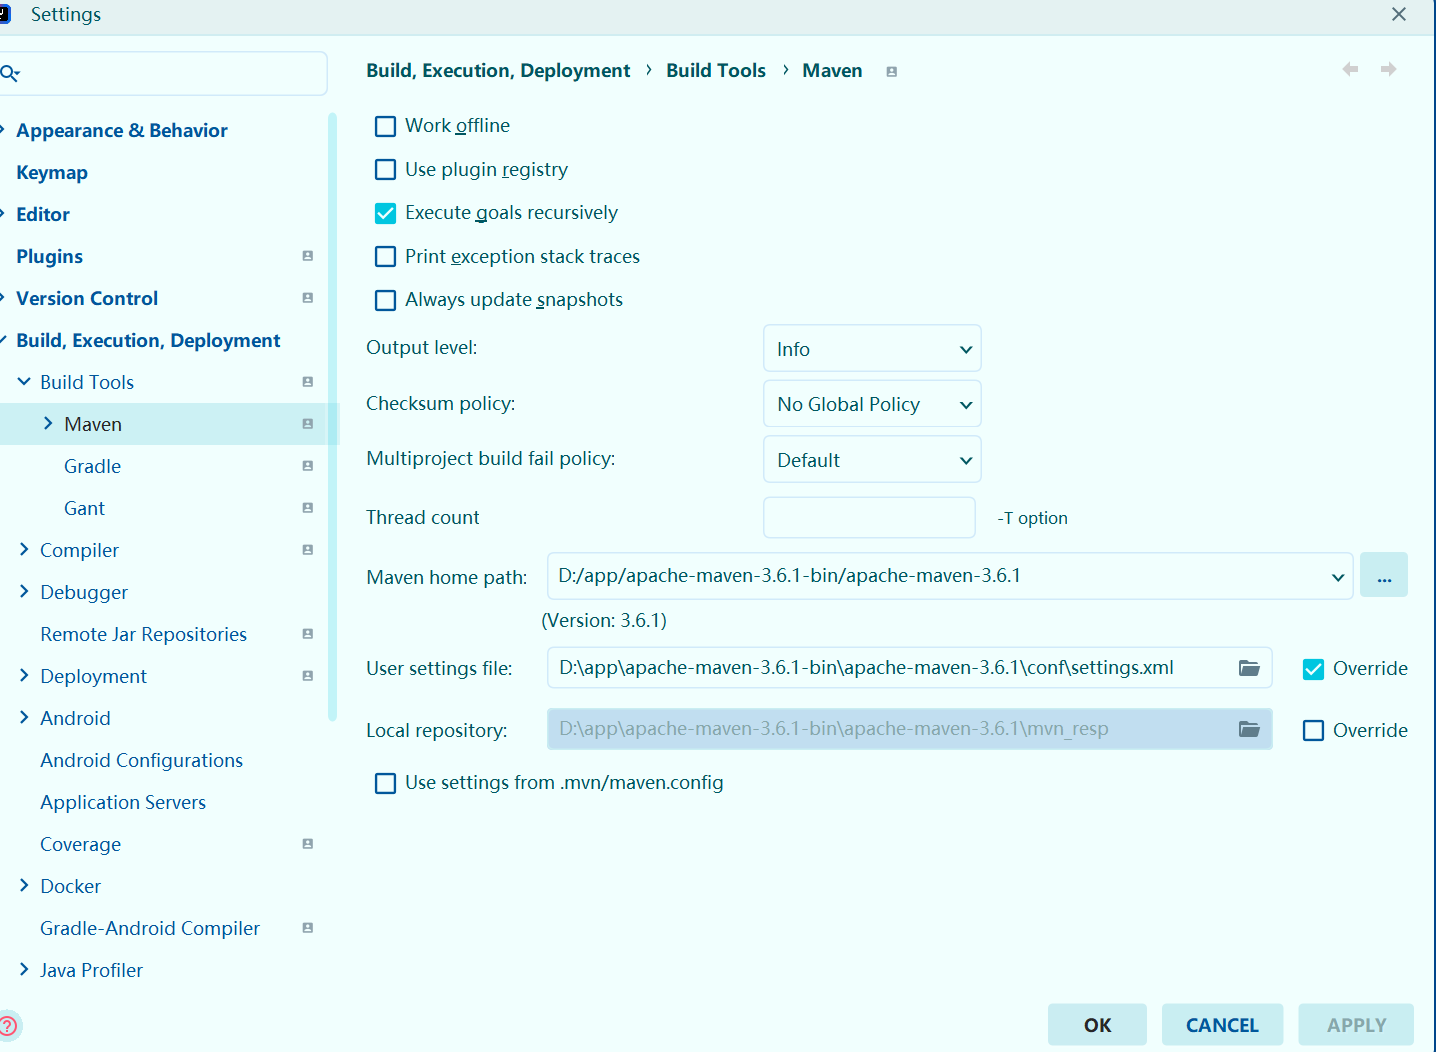 Settings
Build, Execution, Deployment › Build Tools › Maven
Appearance & Behavior
Keymap
Editor
Plugins
Version Control
Build, Execution, Deployment
Build Tools
Maven
Gradle
Gant
Compiler
Debugger
Remote Jar Repositories
Deployment
Android
Android Configurations
Application Servers
Coverage
Docker
Gradle-Android Compiler
Java Profiler
Work offline
Use plugin registry
Execute goals recursively
Print exception stack traces
Always update snapshots
Output level: Info
Checksum policy: No Global Policy
Multiproject build fail policy: Default
Thread count -T option
Maven home path: D:/app/apache-maven-3.6.1-bin/apache-maven-3.6.1 ...
(Version: 3.6.1)
User settings file: D:\app\apache-maven-3.6.1-bin\apache-maven-3.6.1\conf\settings.xml Override
Local repository: D:\app\apache-maven-3.6.1-bin\apache-maven-3.6.1\mvn_resp Override
Use settings from .mvn/maven.config
? OK CANCEL APPLY